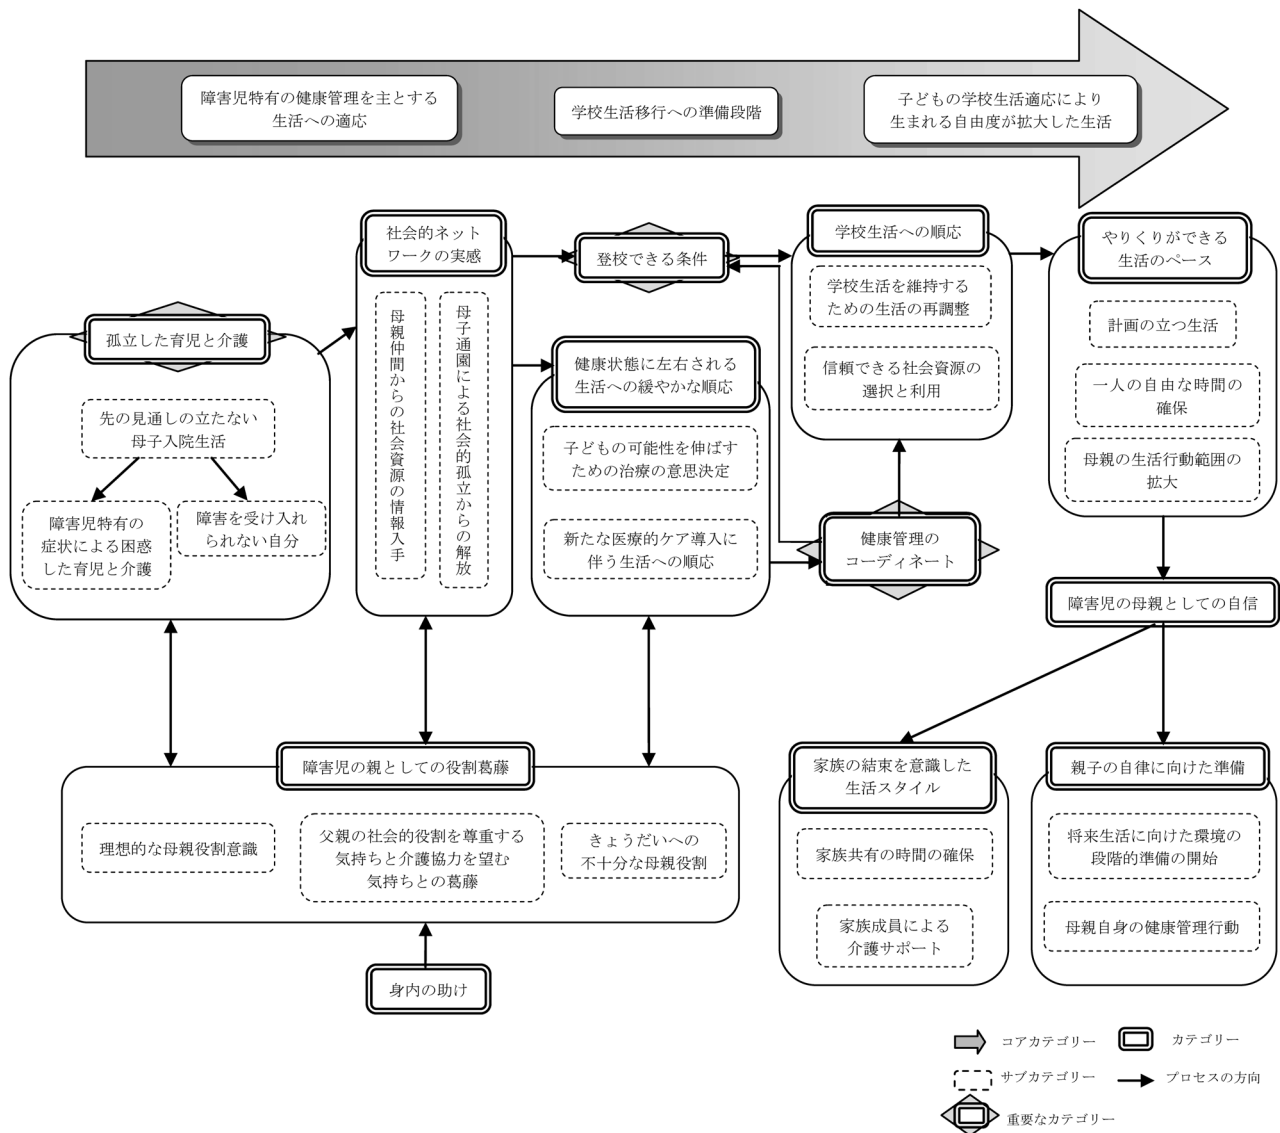 障害児特有の健康管理を主とする
生活への適応
学校生活移行への準備段階
子どもの学校生活適応により
生まれる自由度が拡大した生活
孤立した育児と介護
先の見通しの立たない
母子入院生活
障害児特有の
症状による困惑
した育児と介護
障害を受け入れ
られない自分
社会的ネット
ワークの実感
母親仲間からの社会資源の情報入手
母子通園による社会的孤立からの解放
登校できる条件
健康状態に左右される
生活への緩やかな順応
子どもの可能性を伸ばす
ための治療の意思決定
新たな医療的ケア導入に
伴う生活への順応
学校生活への順応
学校生活を維持する
ための生活の再調整
信頼できる社会資源の
選択と利用
健康管理の
コーディネート
やりくりができる
生活のペース
計画の立つ生活
一人の自由な時間の
確保
母親の生活行動範囲の
拡大
障害児の母親としての自信
障害児の親としての役割葛藤
理想的な母親役割意識
父親の社会的役割を尊重する
気持ちと介護協力を望む
気持ちとの葛藤
きょうだいへの
不十分な母親役割
身内の助け
家族の結束を意識した
生活スタイル
家族共有の時間の確保
家族成員による
介護サポート
親子の自律に向けた準備
将来生活に向けた環境の
段階的準備の開始
母親自身の健康管理行動
コアカテゴリー
カテゴリー
サブカテゴリー
プロセスの方向
重要なカテゴリー